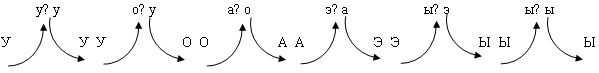 у? у о? у а? о э? а ы? э ы? ы
У У У О О А А Э Э Ы Ы Ы